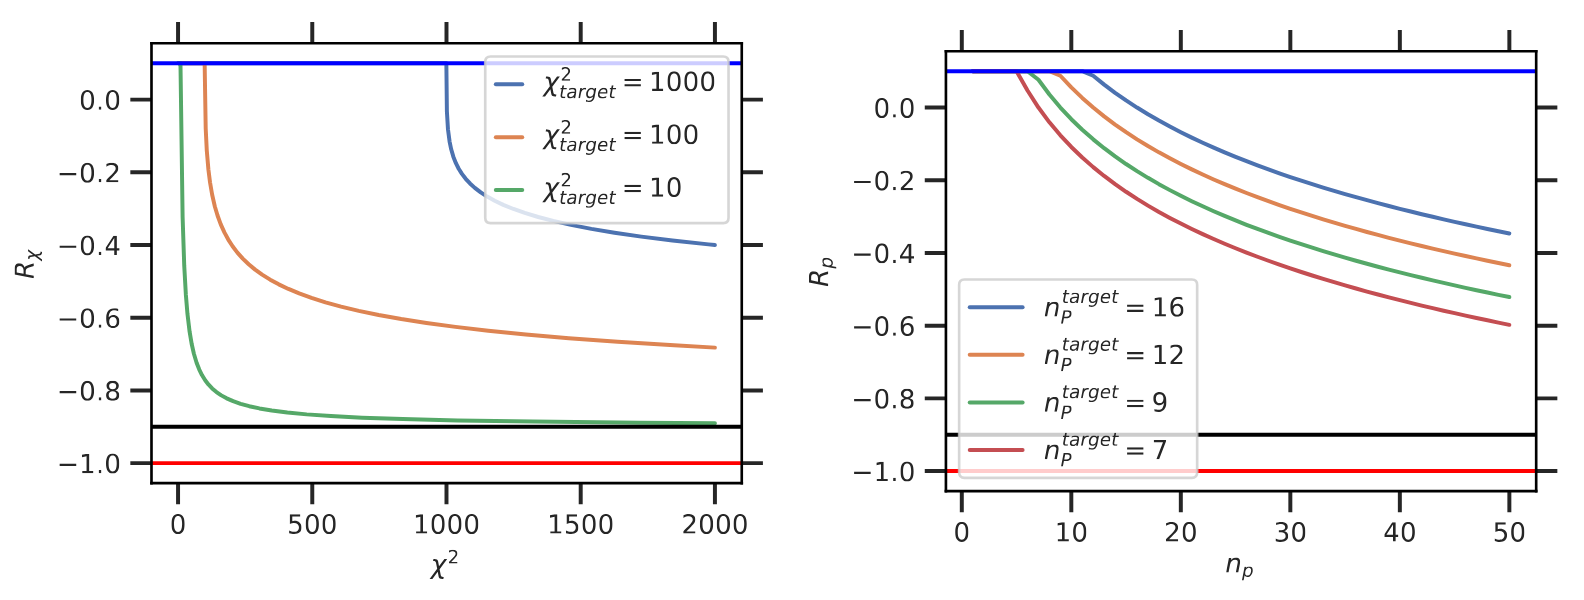 0.0
−0.2
−0.4
−0.6
−0.8
−1.0
R_χ
0 500 1000 1500 2000
χ²
χ²_target = 1000
χ²_target = 100
χ²_target = 10
0.0
−0.2
−0.4
−0.6
−0.8
−1.0
R_p
0 10 20 30 40 50
n_p
n_P^target = 16
n_P^target = 12
n_P^target = 9
n_P^target = 7